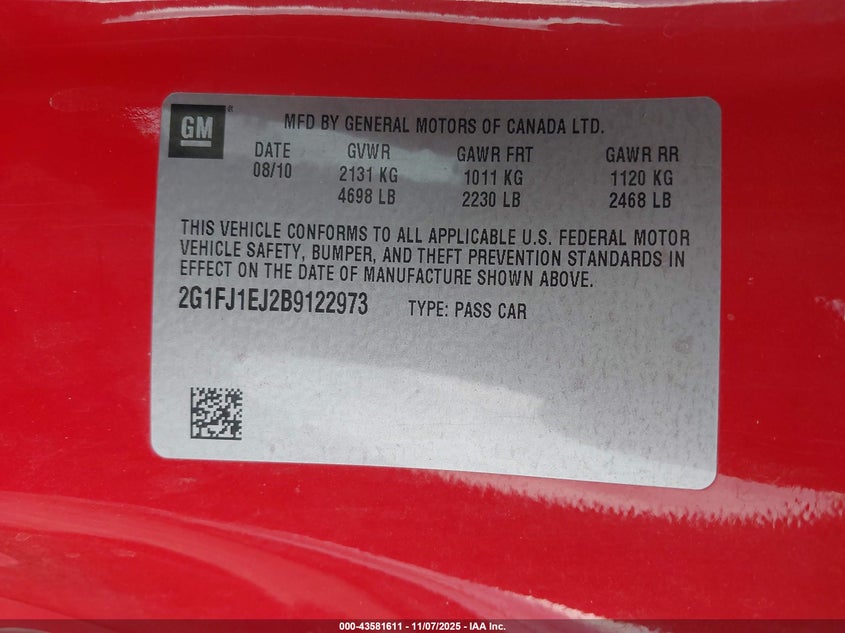 GM
MFD BY GENERAL MOTORS OF CANADA LTD.
DATE GVWR GAWR FRT GAWR RR
08/10 2131 KG 1011 KG 1120 KG
4698 LB 2230 LB 2468 LB
THIS VEHICLE CONFORMS TO ALL APPLICABLE U.S. FEDERAL MOTOR
VEHICLE SAFETY, BUMPER, AND THEFT PREVENTION STANDARDS IN
EFFECT ON THE DATE OF MANUFACTURE SHOWN ABOVE.
2G1FJ1EJ2B9122973 TYPE: PASS CAR
000-43581611 - 11/07/2025 - IAA Inc.